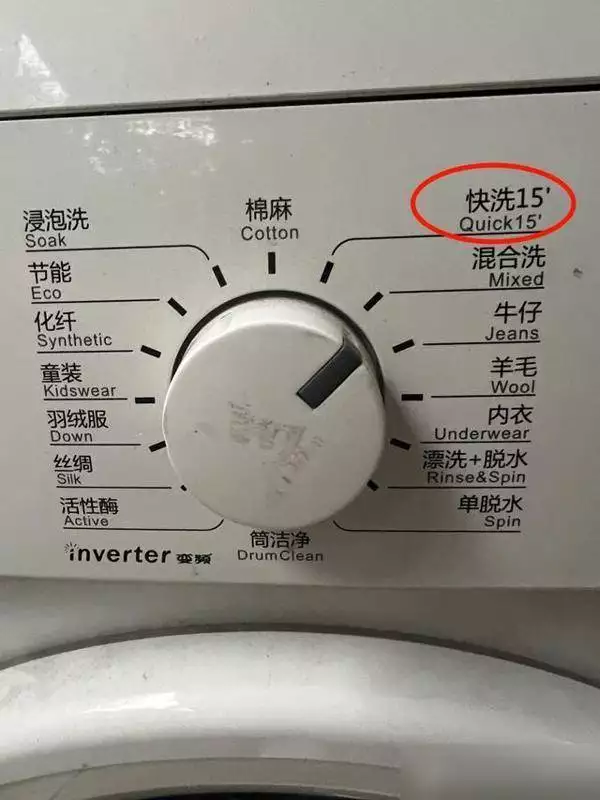 棉麻
Cotton
快洗15'
Quick15'
混合洗
Mixed
牛仔
Jeans
羊毛
Wool
内衣
Underwear
漂洗+脱水
Rinse&Spin
单脱水
Spin
筒洁净
DrumClean
浸泡洗
Soak
节能
Eco
化纤
Synthetic
童装
Kidswear
羽绒服
Down
丝绸
Silk
活性酶
Active
inverter 变频